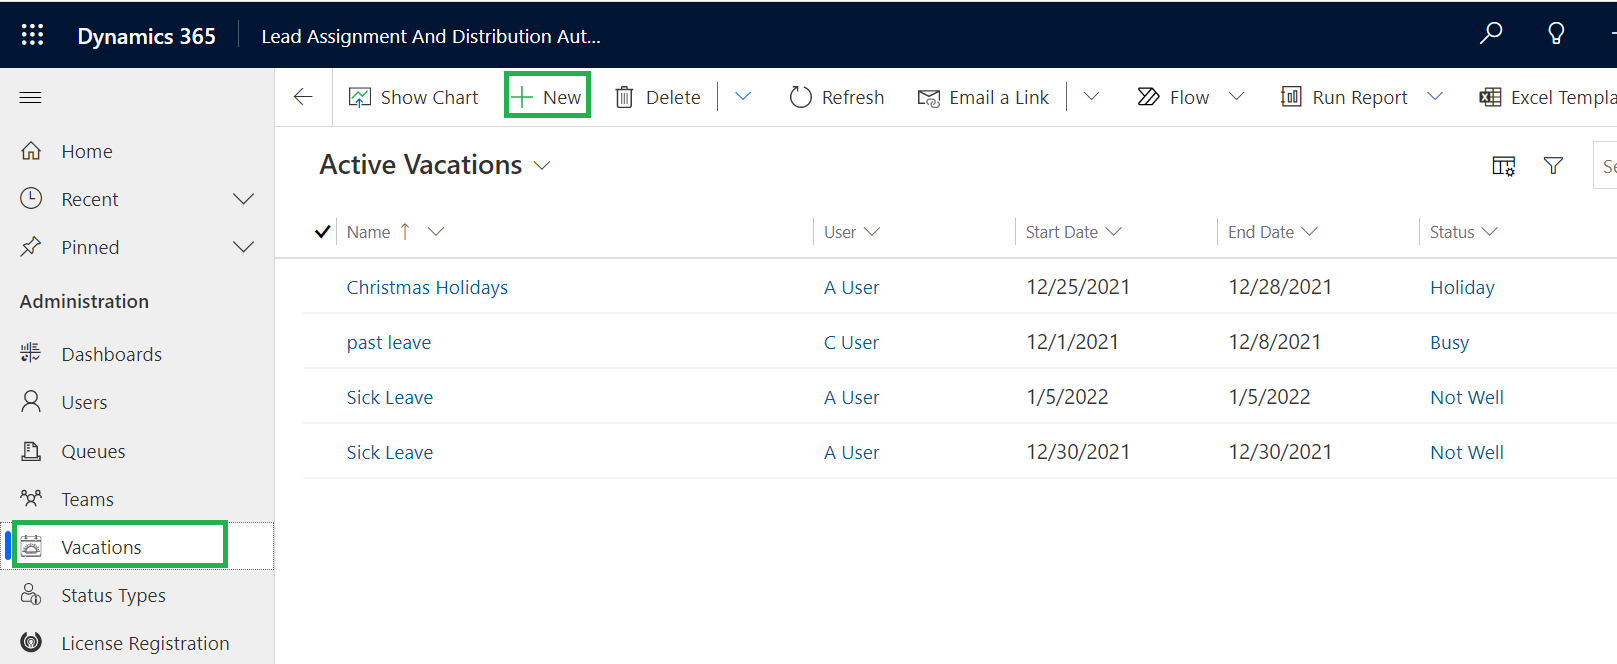 Dynamics 365 Lead Assignment And Distribution Aut...
Show Chart New Delete Refresh Email a Link Flow Run Report Excel Templa
Home
Recent
Pinned
Administration
Dashboards
Users
Queues
Teams
Vacations
Status Types
License Registration
Active Vacations Se
Name User Start Date End Date Status
Christmas Holidays A User 12/25/2021 12/28/2021 Holiday
past leave C User 12/1/2021 12/8/2021 Busy
Sick Leave A User 1/5/2022 1/5/2022 Not Well
Sick Leave A User 12/30/2021 12/30/2021 Not Well